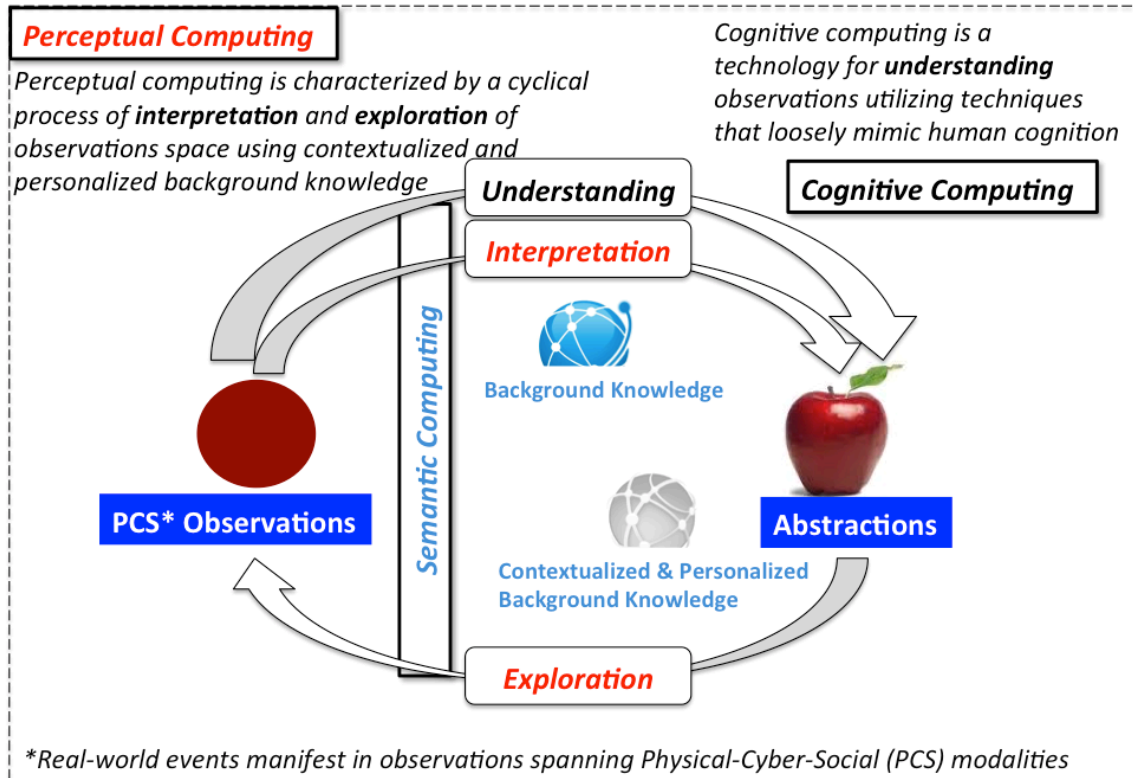 Perceptual Computing
Perceptual computing is characterized by a cyclical
process of interpretation and exploration of
observations space using contextualized and
personalized background knowledge
Cognitive computing is a
technology for understanding
observations utilizing techniques
that loosely mimic human cognition
Cognitive Computing
Understanding
Interpretation
Semantic Computing
Background Knowledge
PCS* Observations
Abstractions
Contextualized & Personalized
Background Knowledge
Exploration
*Real-world events manifest in observations spanning Physical-Cyber-Social (PCS) modalities